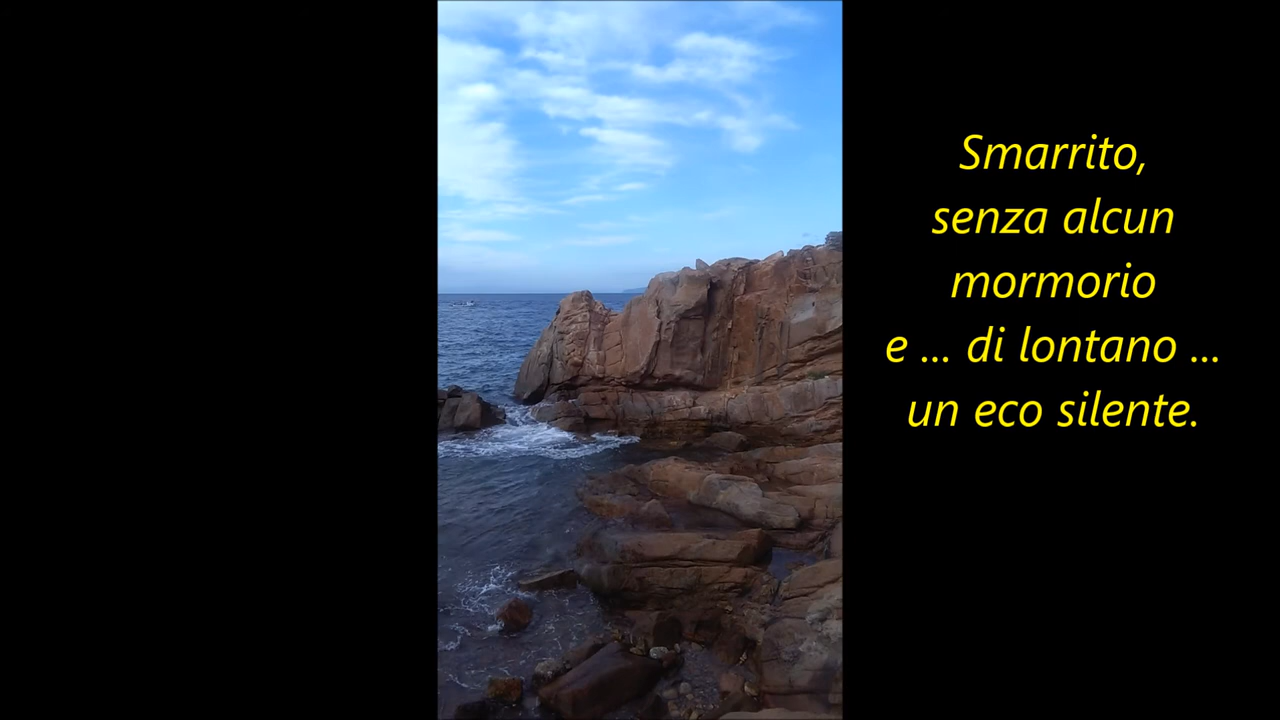 Smarrito,
senza alcun
mormorio
e ... di lontano ...
un eco silente.